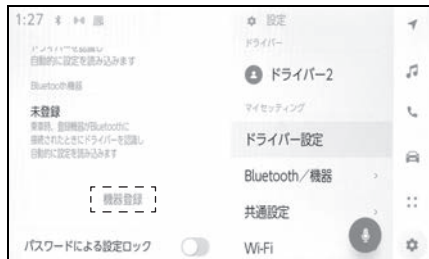 1:27
ドライバーを認識し
自動的に設定を読み込みます
Bluetooth機器
未登録
乗車時、登録機器がBluetoothに
接続されたときにドライバーを認識し
自動的に設定を読み込みます
機器登録
パスワードによる設定ロック
設定
ドライバー
ドライバー2
マイセッティング
ドライバー設定
Bluetooth／機器
共通設定
Wi-Fi